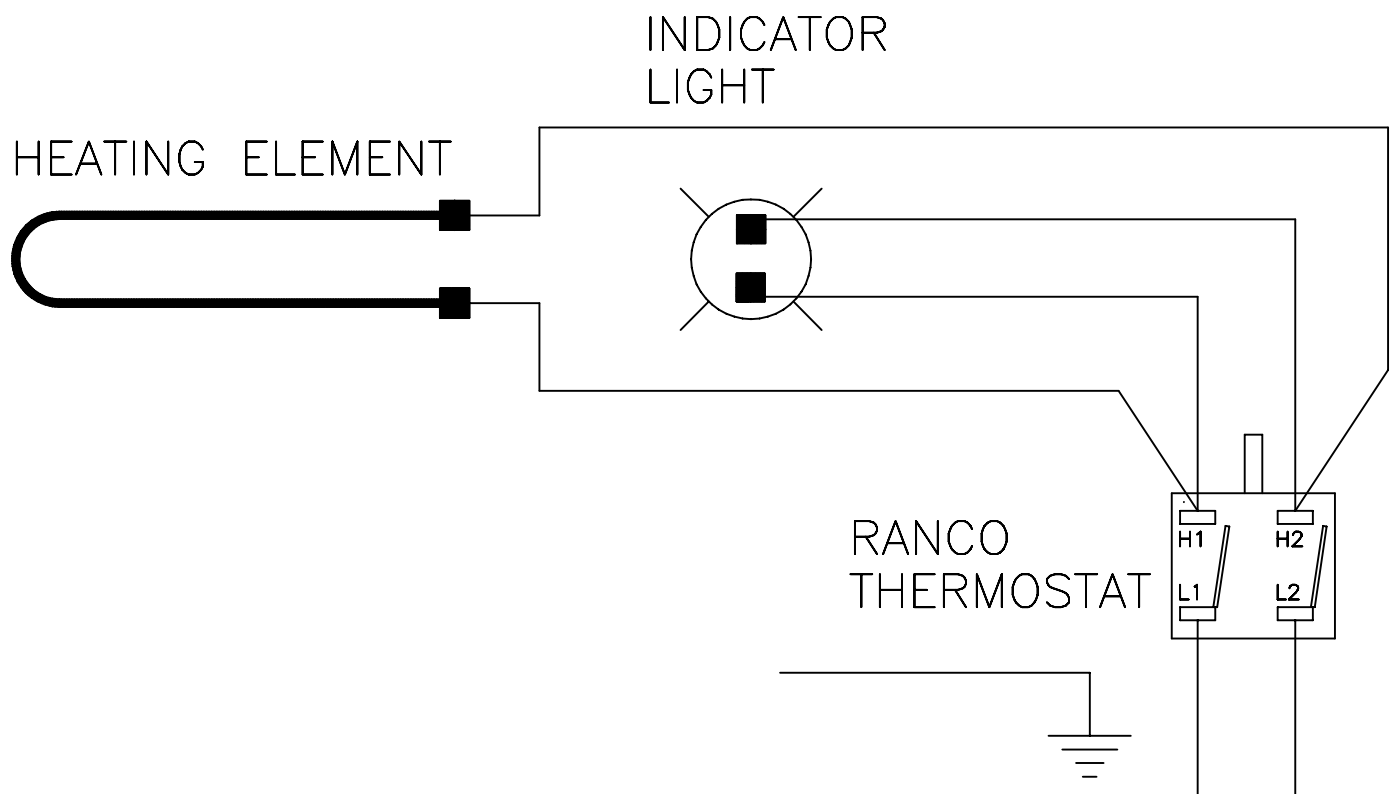 INDICATOR
LIGHT
HEATING ELEMENT
RANCO
THERMOSTAT
H1
H2
L1
L2